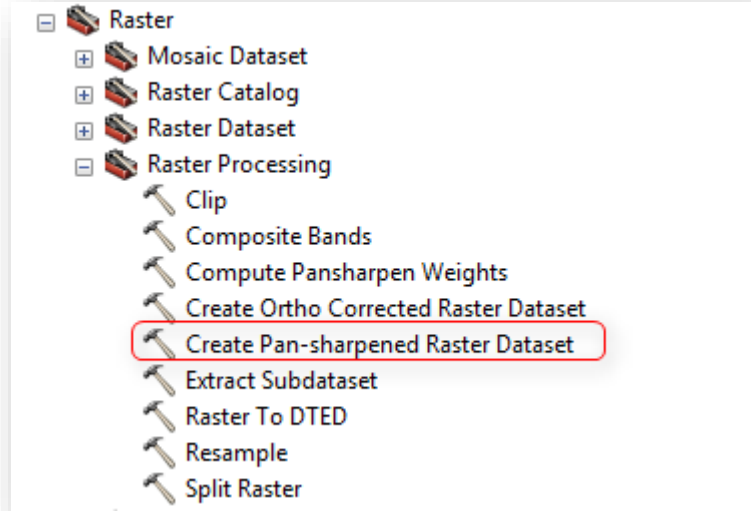 Raster
Mosaic Dataset
Raster Catalog
Raster Dataset
Raster Processing
Clip
Composite Bands
Compute Pansharpen Weights
Create Ortho Corrected Raster Dataset
Create Pan-sharpened Raster Dataset
Extract Subdataset
Raster To DTED
Resample
Split Raster